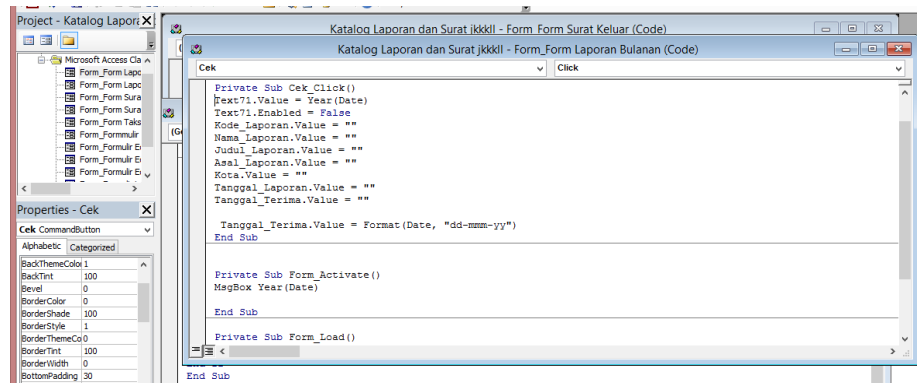 Project - Katalog Lapora
Microsoft Access Cla
Form_Form Lapo
Form_Form Lapo
Form_Form Sura
Form_Form Sura
Form_Form Taks
Form_Formmulir
Form_Formulir E
Form_Formulir E
Form_Formulir E
Properties - Cek
Cek CommandButton
Alphabetic Categorized
BackThemeColo 1
BackTint 100
Bevel 0
BorderColor 0
BorderShade 100
BorderStyle 1
BorderThemeCo 0
BorderTint 100
BorderWidth 0
BottomPadding 30
Katalog Laporan dan Surat jkkkll - Form_Form Surat Keluar (Code)
Katalog Laporan dan Surat jkkkll - Form_Form Laporan Bulanan (Code)
Cek Click
Private Sub Cek_Click()
Text71.Value = Year(Date)
Text71.Enabled = False
Kode_Laporan.Value = ""
Nama_Laporan.Value = ""
Judul_Laporan.Value = ""
Asal_Laporan.Value = ""
Kota.Value = ""
Tanggal_Laporan.Value = ""
Tanggal_Terima.Value = ""
Tanggal_Terima.Value = Format(Date, "dd-mmm-yy")
End Sub
Private Sub Form_Activate()
MsgBox Year(Date)
End Sub
Private Sub Form_Load()
End Sub